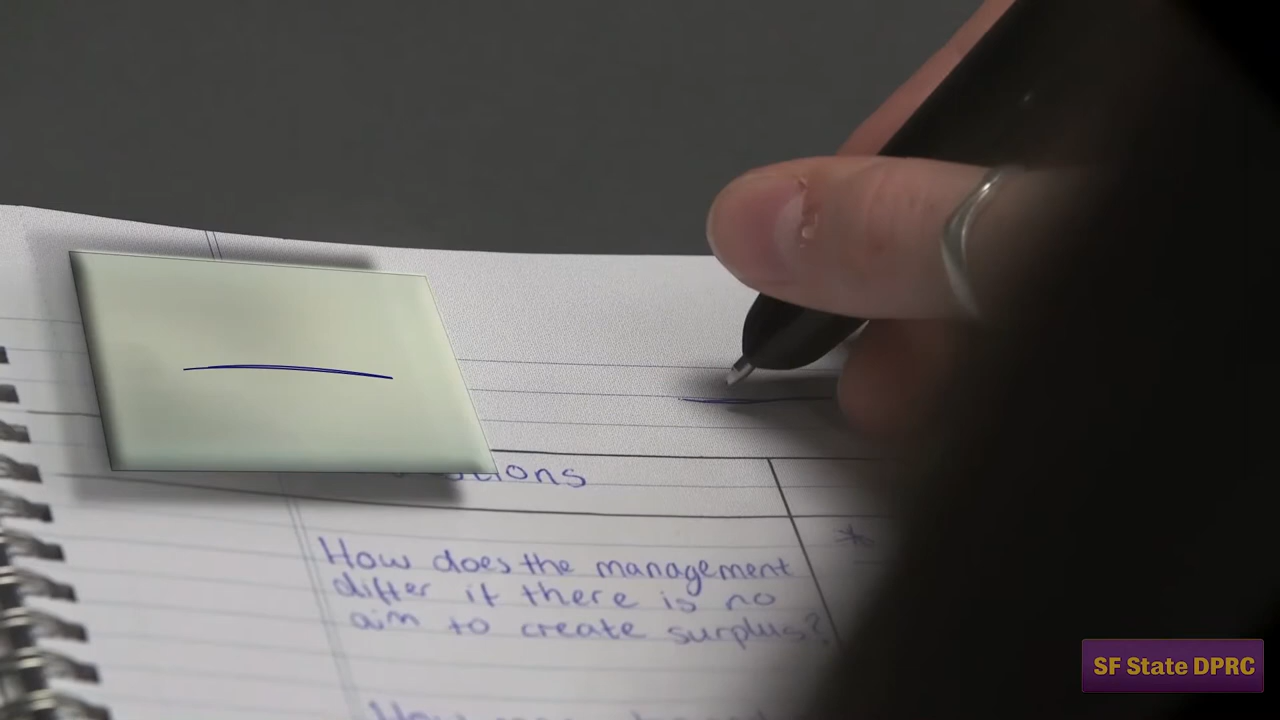 How does the management
differ if there is no
aim to create surplus?
SF State DPRC